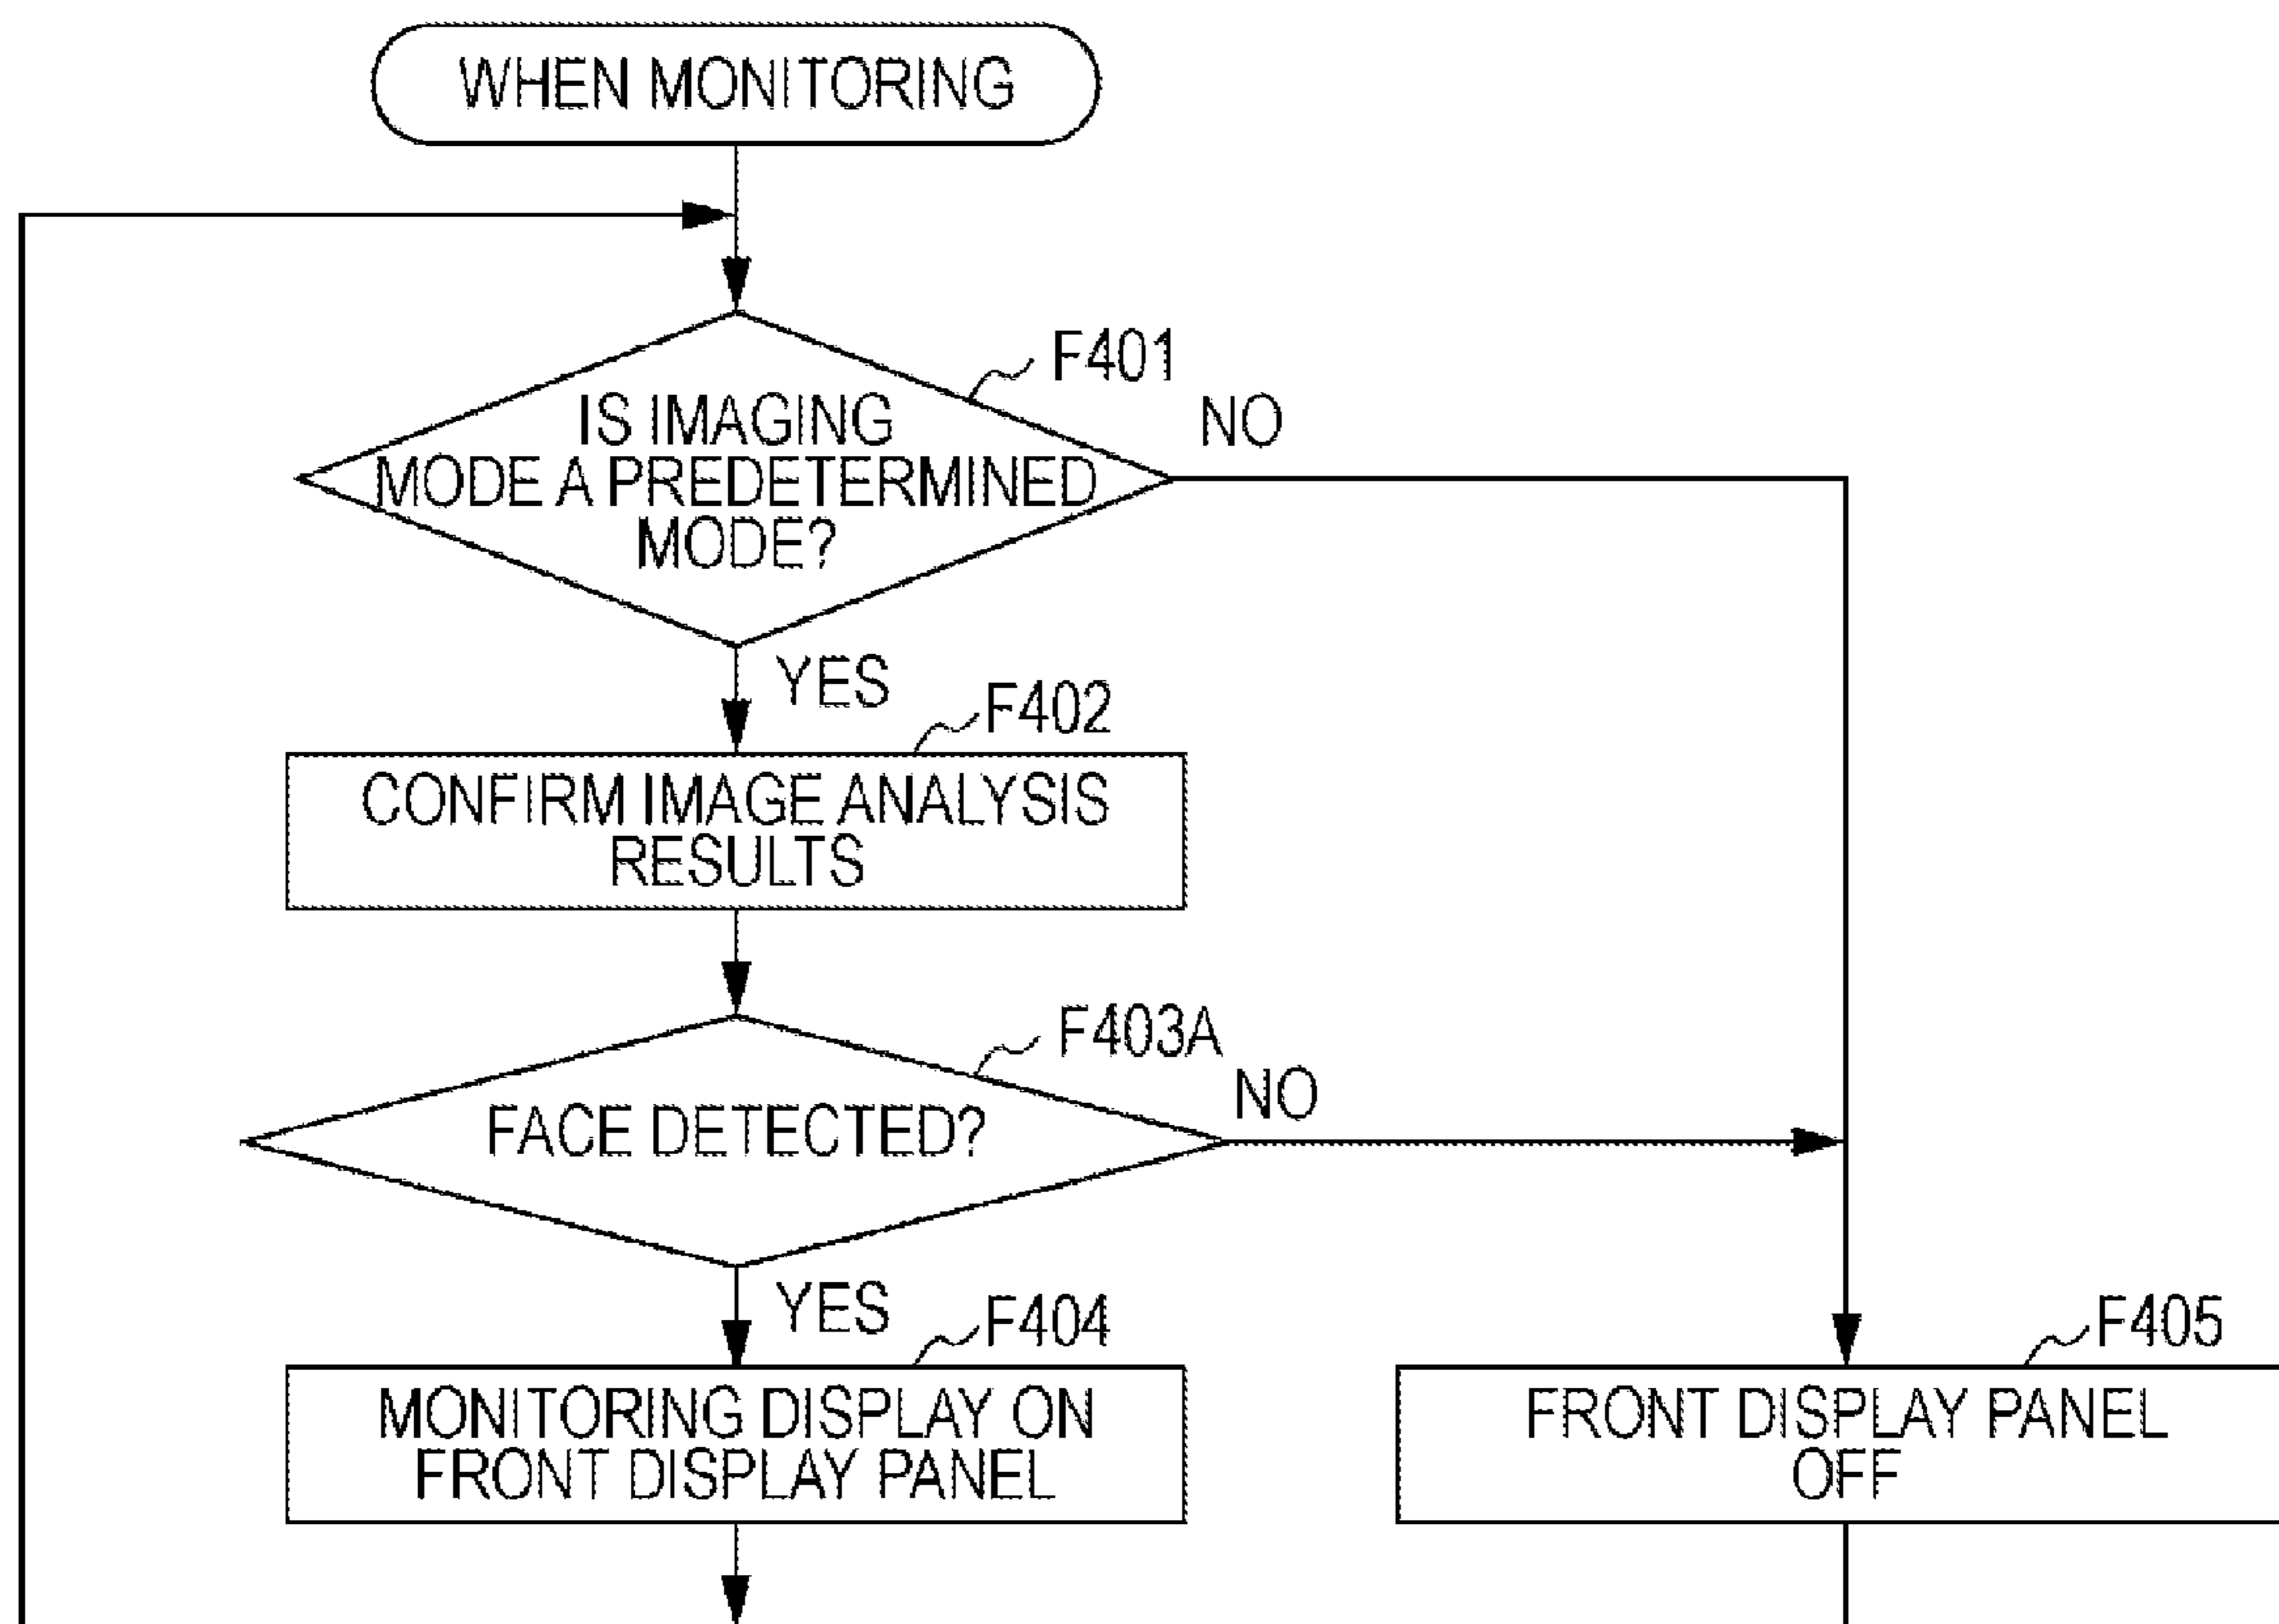 WHEN MONITORING
F401
IS IMAGING
MODE A PREDETERMINED
MODE?
NO
YES
F402
CONFIRM IMAGE ANALYSIS
RESULTS
F403A
FACE DETECTED?
NO
YES
F404
MONITORING DISPLAY ON
FRONT DISPLAY PANEL
F405
FRONT DISPLAY PANEL
OFF